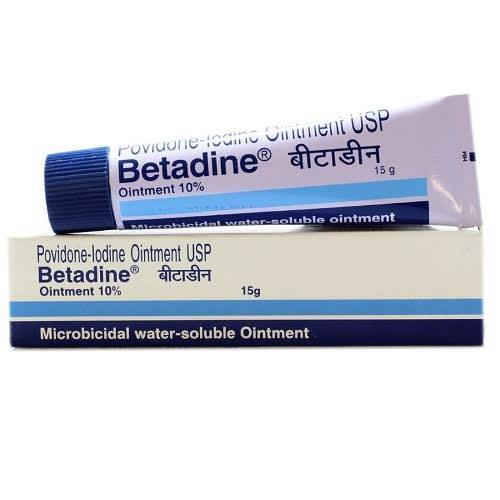 Povidone-Iodine Ointment USP
Betadine® बीटाडीन
Ointment 10% 15 g
Microbicidal water-soluble ointment
Povidone-Iodine Ointment USP
Betadine® बीटाडीन
Ointment 10% 15g
Microbicidal water-soluble Ointment